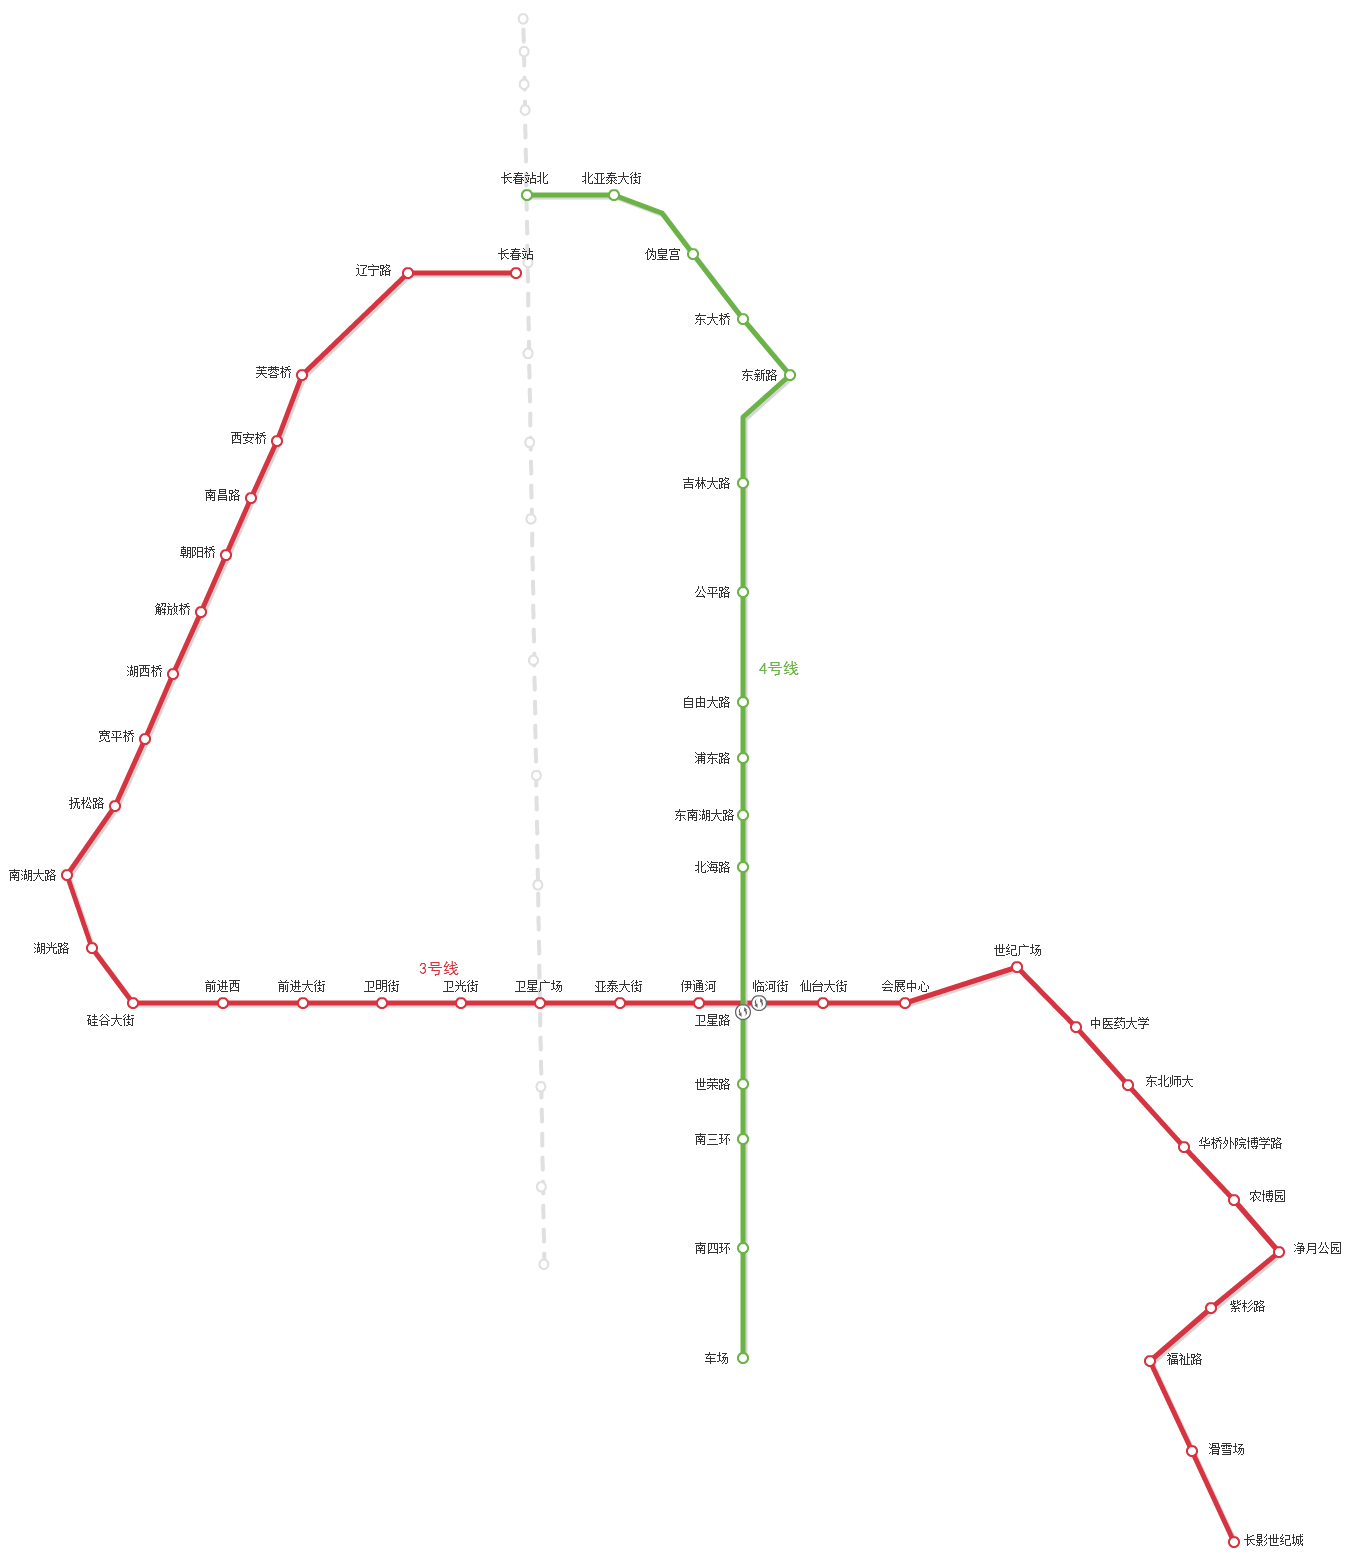 长春站北
北亚泰大街
伪皇宫
长春站
辽宁路
东大桥
芙蓉桥
东新路
西安桥
吉林大路
南昌路
朝阳桥
公平路
解放桥
4号线
湖西桥
自由大路
宽平桥
浦东路
抚松路
东南湖大路
北海路
南湖大路
湖光路
世纪广场
3号线
前进西
前进大街
卫明街
卫光街
卫星广场
亚泰大街
伊通河
临河街
仙台大街
会展中心
硅谷大街
卫星路
中医药大学
世荣路
东北师大
南三环
华桥外院博学路
农博园
南四环
净月公园
紫杉路
车场
福祉路
滑雪场
长影世纪城